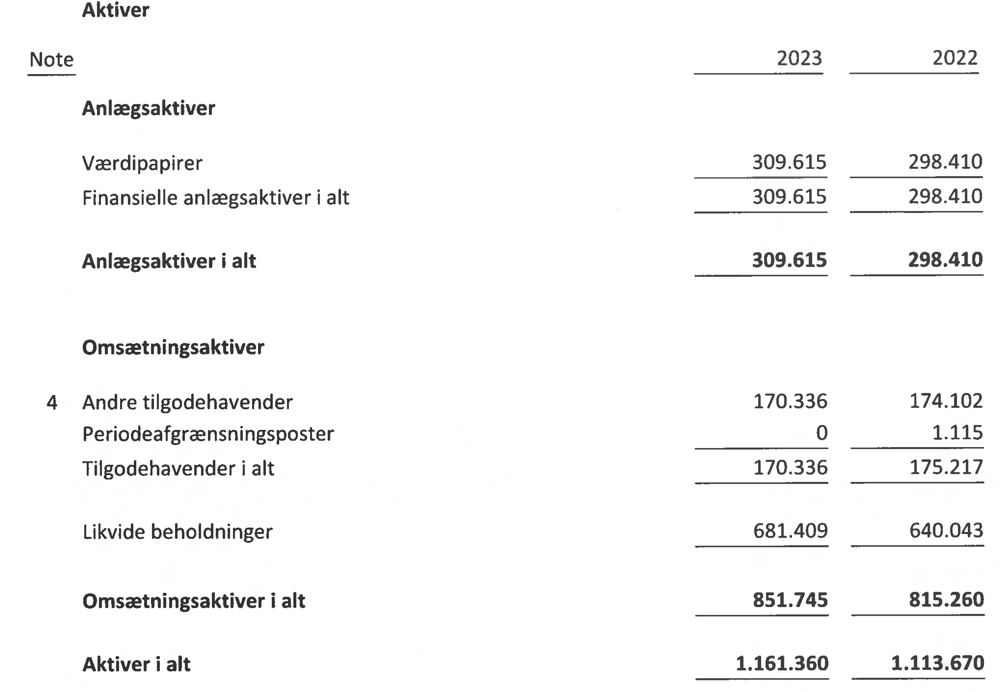 Aktiver
Note 2023 2022
Anlægsaktiver
Værdipapirer 309.615 298.410
Finansielle anlægsaktiver i alt 309.615 298.410
Anlægsaktiver i alt 309.615 298.410
Omsætningsaktiver
4 Andre tilgodehavender 170.336 174.102
Periodeafgrænsningsposter 0 1.115
Tilgodehavender i alt 170.336 175.217
Likvide beholdninger 681.409 640.043
Omsætningsaktiver i alt 851.745 815.260
Aktiver i alt 1.161.360 1.113.670